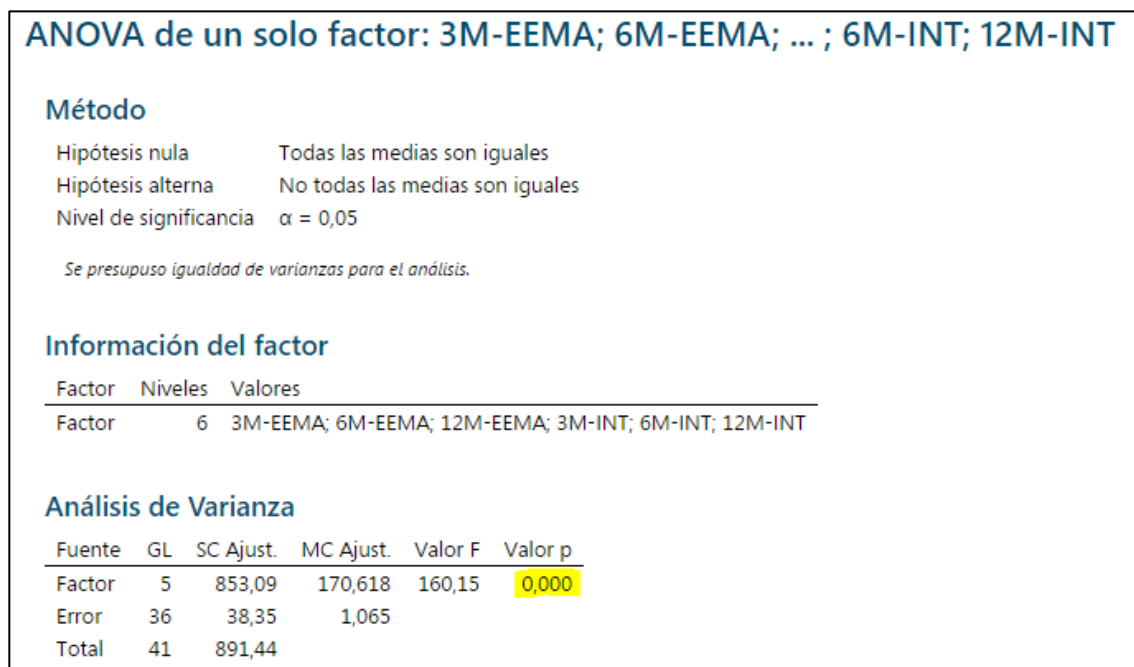 ANOVA de un solo factor: 3M-EEMA; 6M-EEMA; ... ; 6M-INT; 12M-INT
Método
Hipótesis nula Todas las medias son iguales
Hipótesis alterna No todas las medias son iguales
Nivel de significancia α = 0,05
Se presupuso igualdad de varianzas para el análisis.
Información del factor
Factor Niveles Valores
Factor 6 3M-EEMA; 6M-EEMA; 12M-EEMA; 3M-INT; 6M-INT; 12M-INT
Análisis de Varianza
Fuente GL SC Ajust. MC Ajust. Valor F Valor p
Factor 5 853,09 170,618 160,15 0,000
Error 36 38,35 1,065
Total 41 891,44